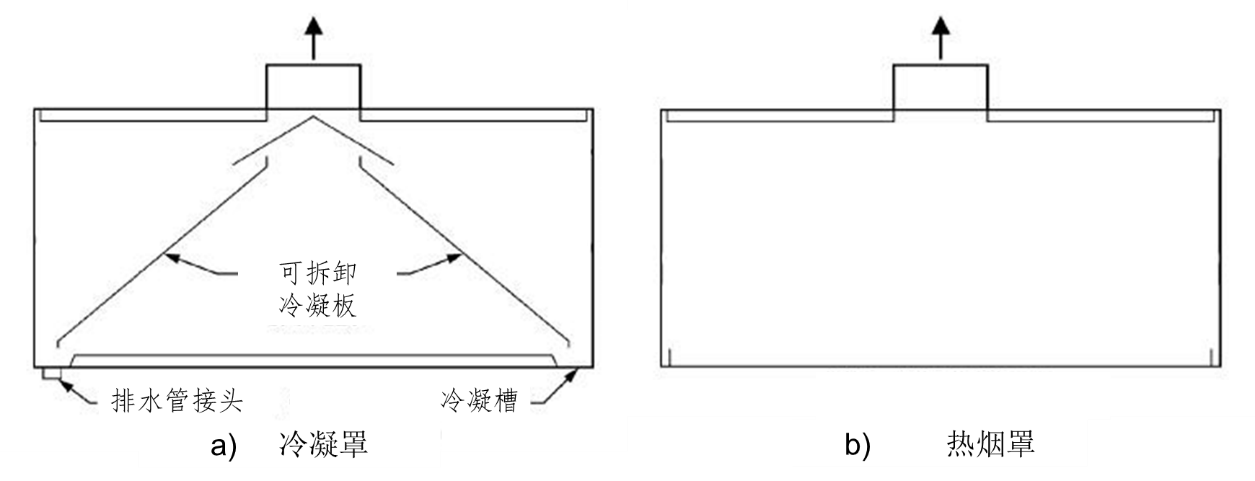 可拆卸
冷凝板
排水管接头
冷凝槽
a) 冷凝罩
b) 热烟罩